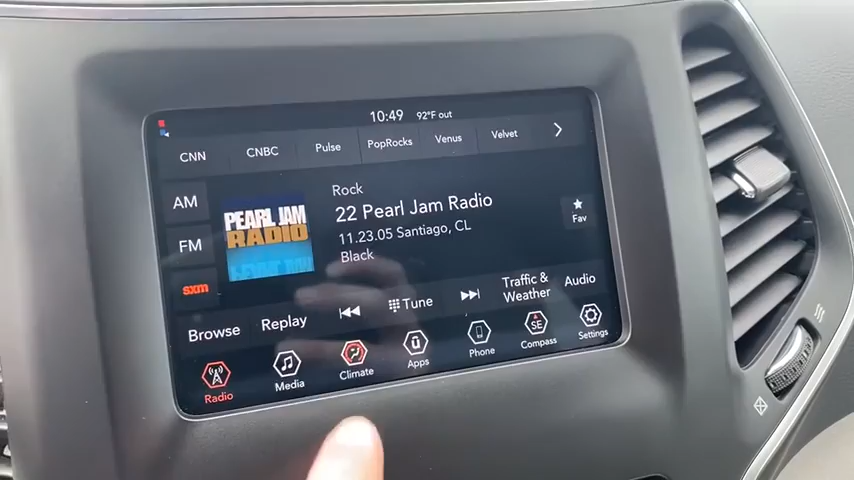 10:49 92°F out
CNN CNBC Pulse PopRocks Venus Velvet
AM
FM
sxm
PEARL JAM
RADIO
Rock
22 Pearl Jam Radio
11.23.05 Santiago, CL
Black
Fav
Browse Replay Tune Traffic & Weather Audio
Radio Media Climate Apps Phone SE Compass Settings